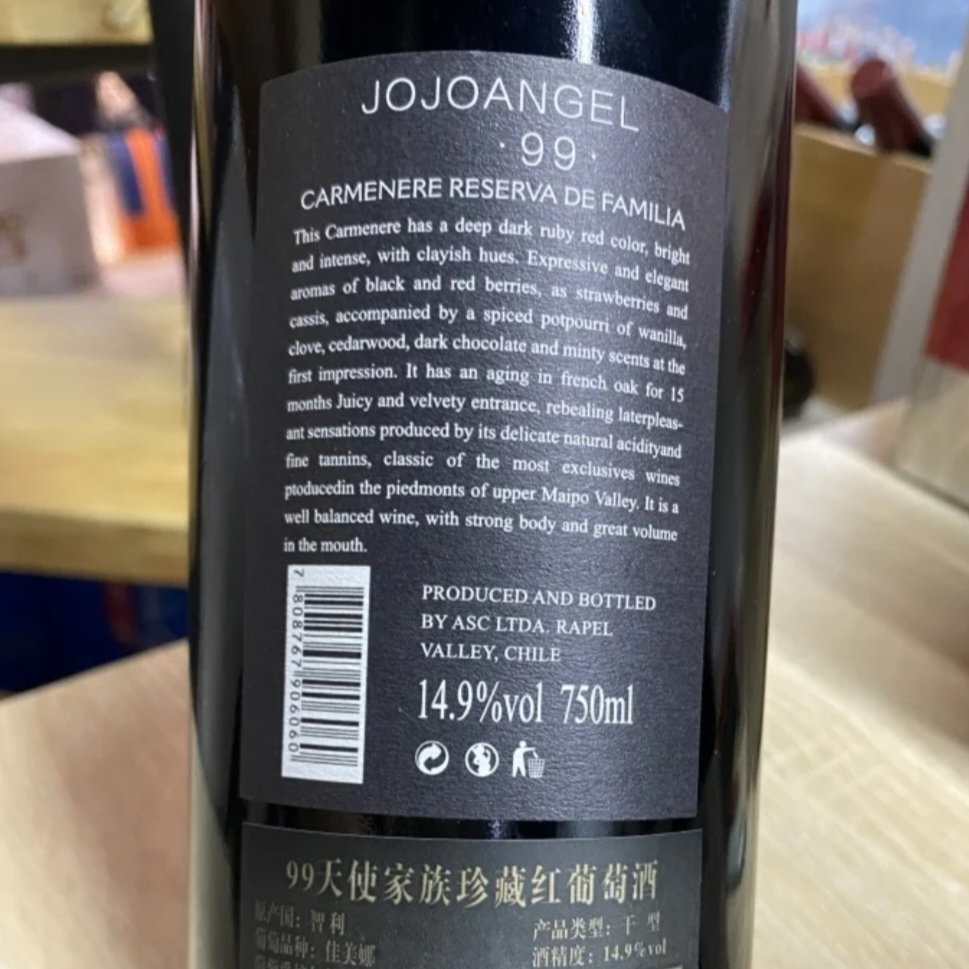 JOJOANGEL
·99·
CARMENERE RESERVA DE FAMILIA
This Carmenere has a deep dark ruby red color, bright
and intense, with clayish hues. Expressive and elegant
aromas of black and red berries, as strawberries and
cassis, accompanied by a spiced potpourri of wanilla,
clove, cedarwood, dark chocolate and minty scents at the
first impression. It has an aging in french oak for 15
months Juicy and velvety entrance, rebealing laterpleas-
ant sensations produced by its delicate natural acidityand
fine tannins, classic of the most exclusives wines
ptoducedin the piedmonts of upper Maipo Valley. It is a
well balanced wine, with strong body and great volume
in the mouth.
7 808767 906060
PRODUCED AND BOTTLED
BY ASC LTDA, RAPEL
VALLEY, CHILE
14.9%vol 750ml
99天使家族珍藏红葡萄酒
原产国: 智利
产品类型: 干 型
葡萄品种: 佳美娜
酒精度: 14.9%vol